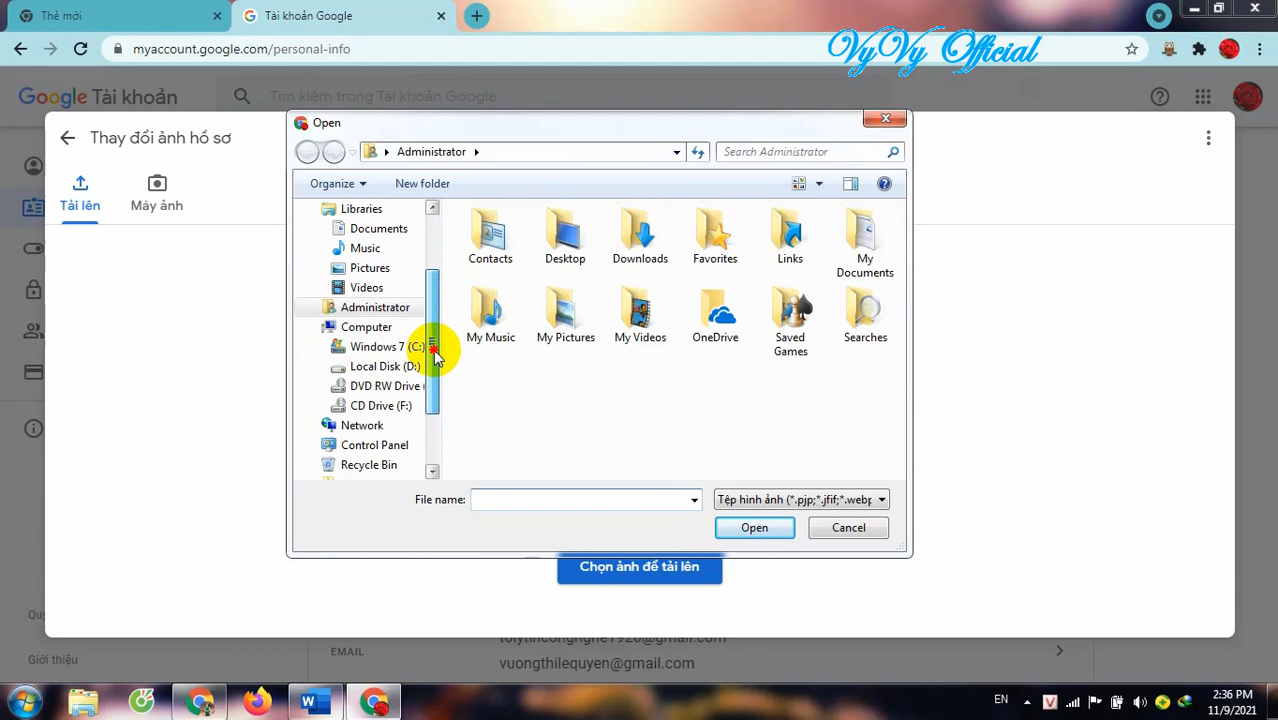 Thẻ mới
Tài khoản Google
myaccount.google.com/personal-info
VyVy Official
Google Tài khoản
Tìm kiếm trong Tài khoản Google
Thay đổi ảnh hồ sơ
Tải lên
Máy ảnh
Open
Administrator
Search Administrator
Organize
New folder
Libraries
Documents
Music
Pictures
Videos
Administrator
Computer
Windows 7 (C:)
Local Disk (D:)
DVD RW Drive (
CD Drive (F:)
Network
Control Panel
Recycle Bin
Contacts
Desktop
Downloads
Favorites
Links
My Documents
My Music
My Pictures
My Videos
OneDrive
Saved Games
Searches
File name:
Tệp hình ảnh (*.pjp;*.jfif;*.webp
Open
Cancel
Chọn ảnh để tải lên
Quy
Giới thiệu
EMAIL
vuongthilequyen@gmail.com
EN
2:36 PM
11/9/2021